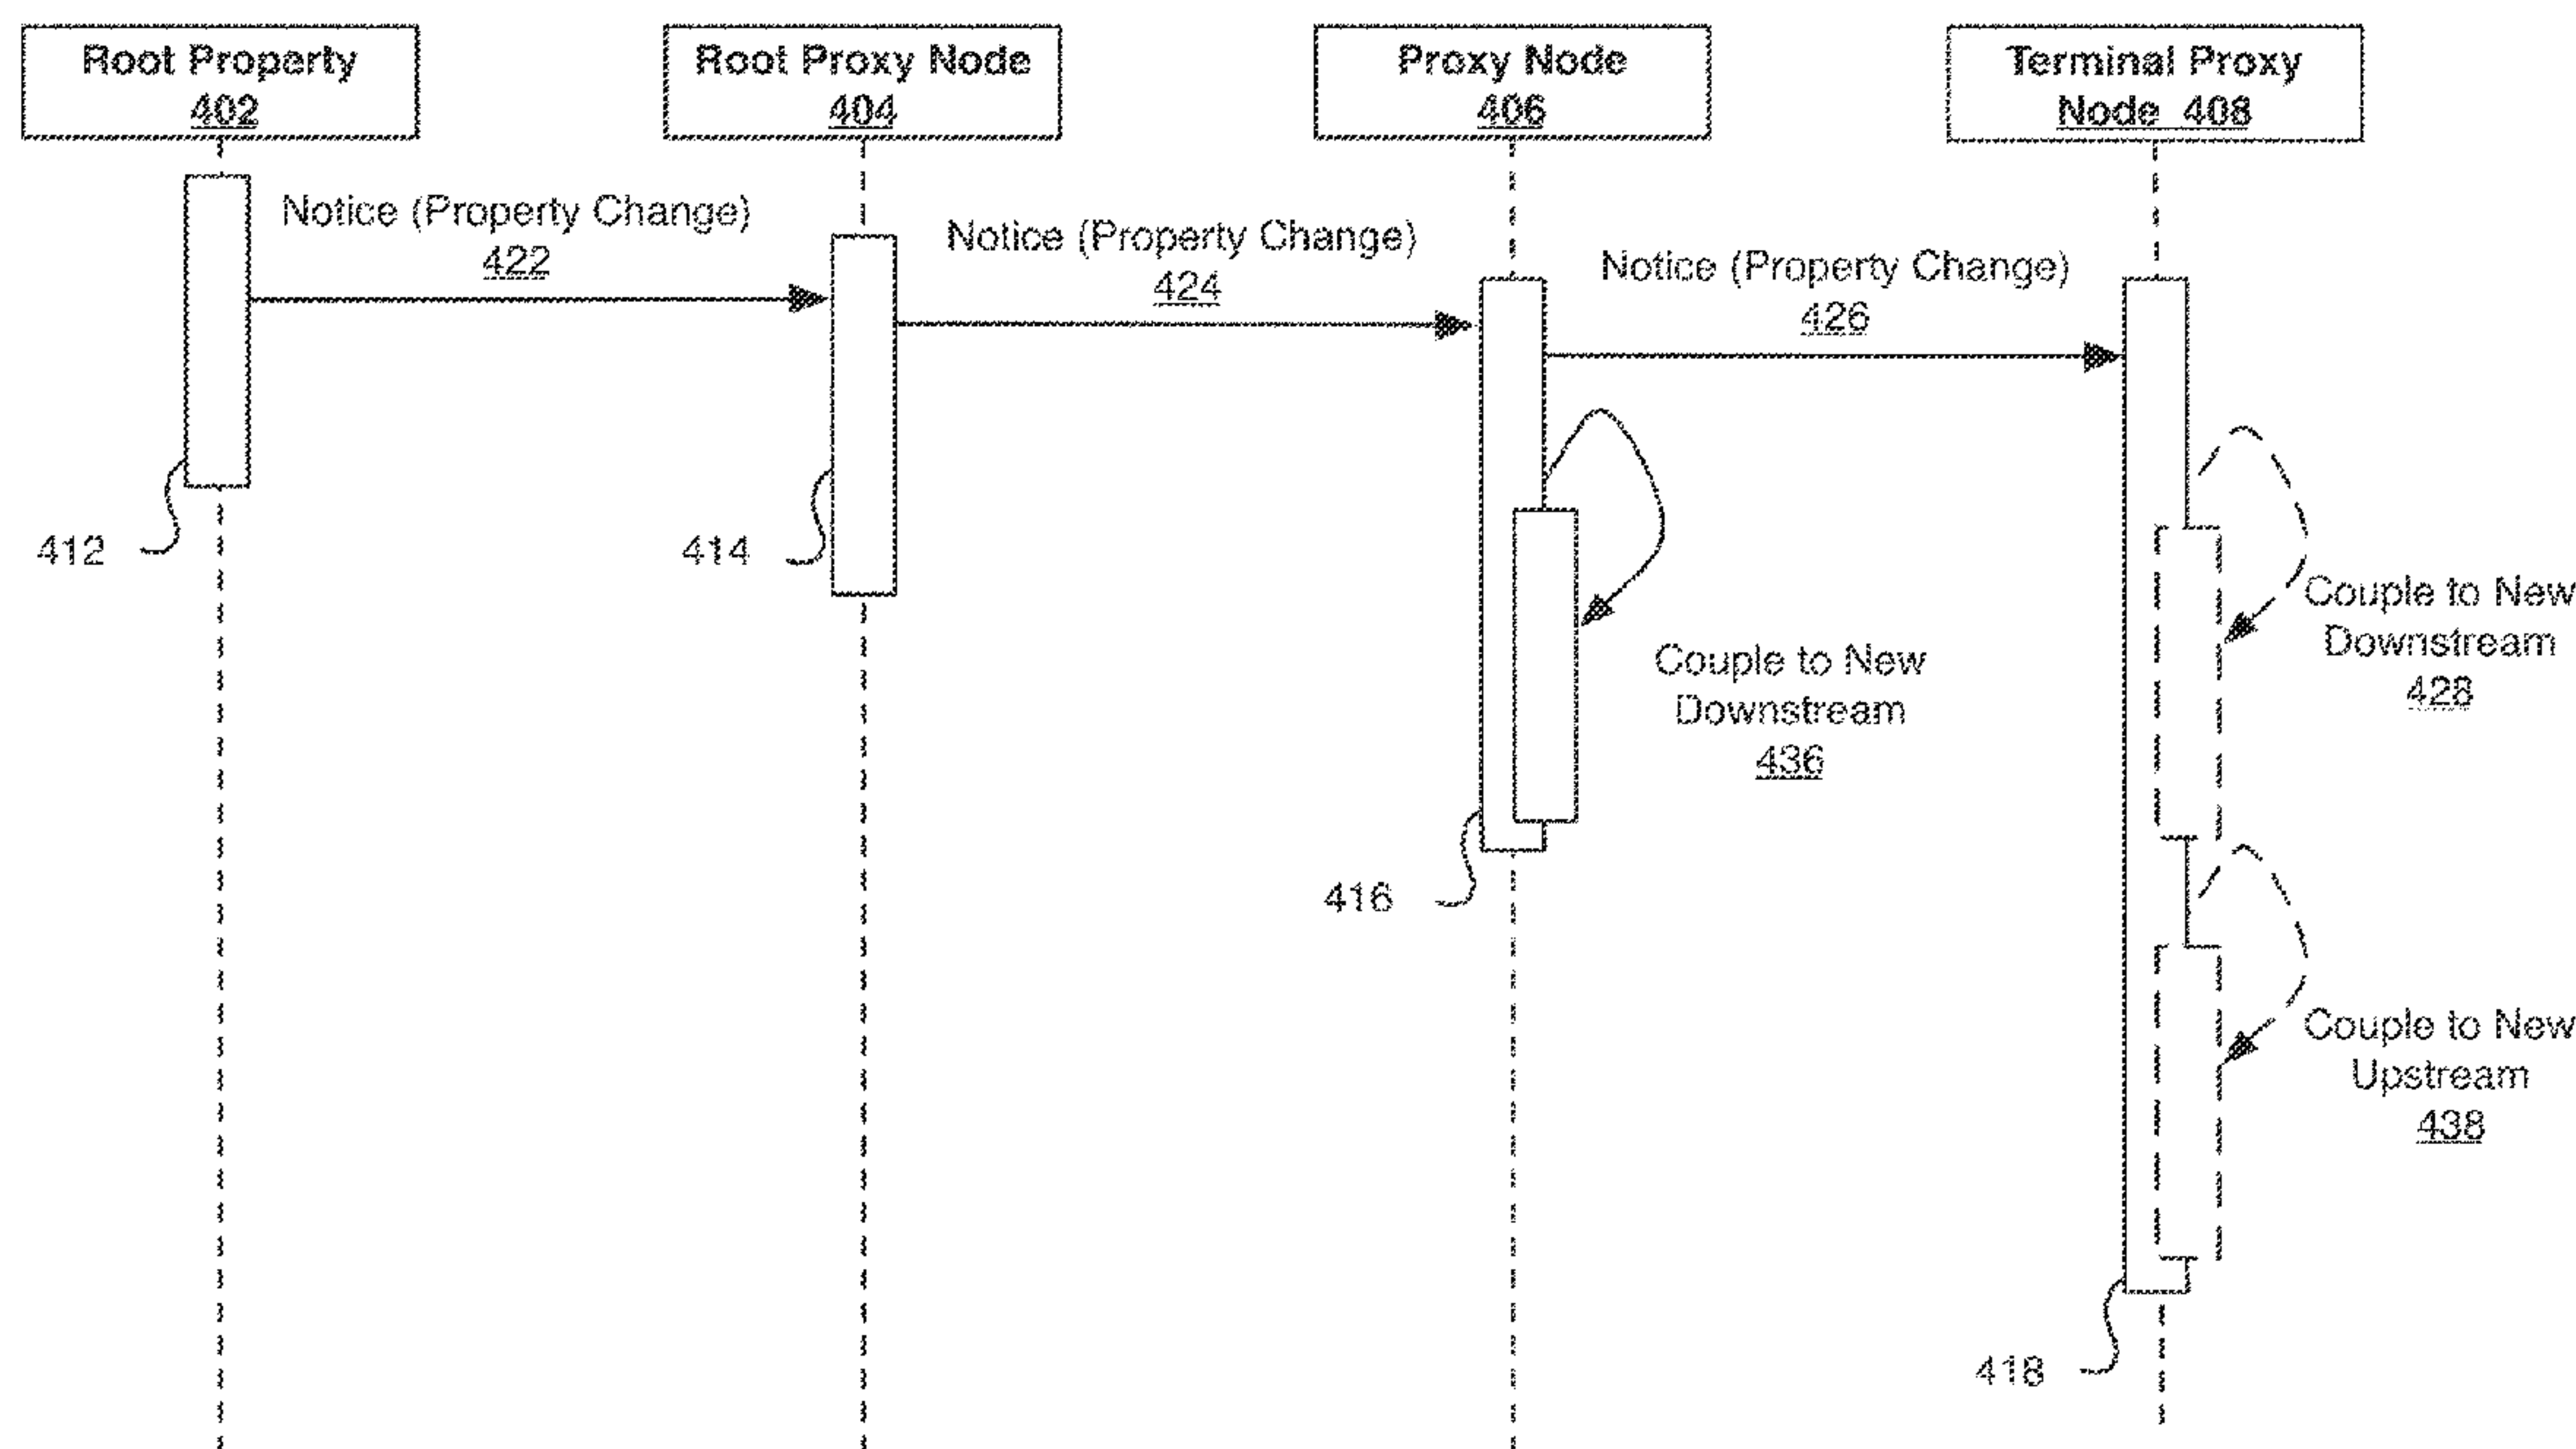 Root Property
402
Root Proxy Node
404
Proxy Node
406
Terminal Proxy
Node 408
Notice (Property Change)
422
Notice (Property Change)
424
Notice (Property Change)
426
412
414
Couple to New
Downstream
428
Couple to New
Downstream
436
416
Couple to New
Upstream
438
418